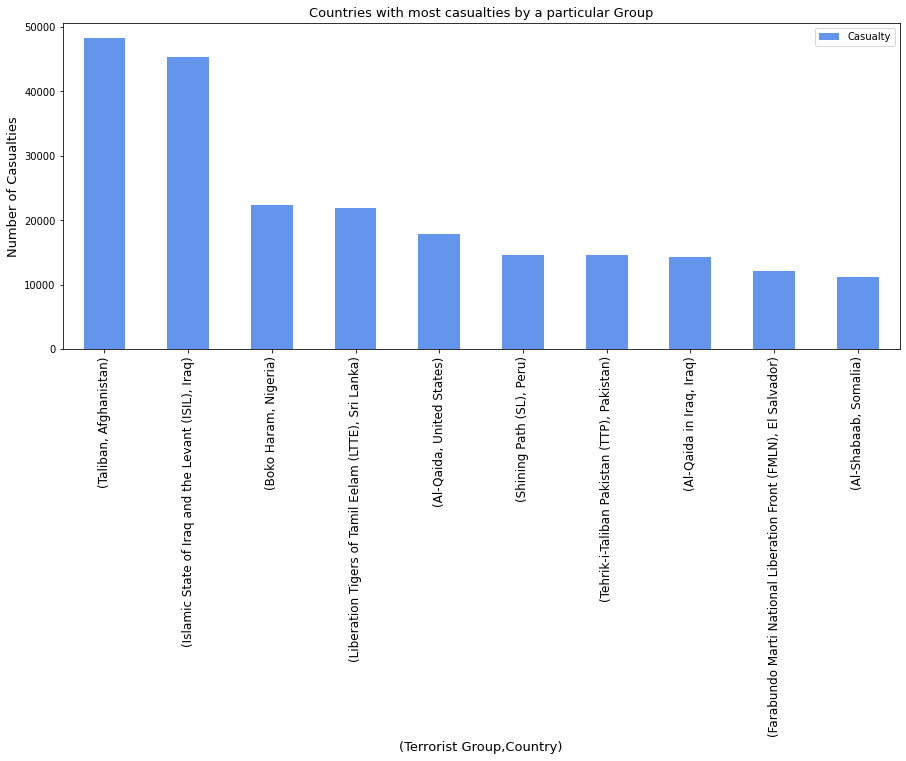 Countries with most casualties by a particular Group
Casualty
Number of Casualties
50000
40000
30000
20000
10000
0
(Taliban, Afghanistan)
(Islamic State of Iraq and the Levant (ISIL), Iraq)
(Boko Haram, Nigeria)
(Liberation Tigers of Tamil Eelam (LTTE), Sri Lanka)
(Al-Qaida, United States)
(Shining Path (SL), Peru)
(Tehrik-i-Taliban Pakistan (TTP), Pakistan)
(Al-Qaida in Iraq, Iraq)
(Farabundo Marti National Liberation Front (FMLN), El Salvador)
(Al-Shabaab, Somalia)
(Terrorist Group,Country)